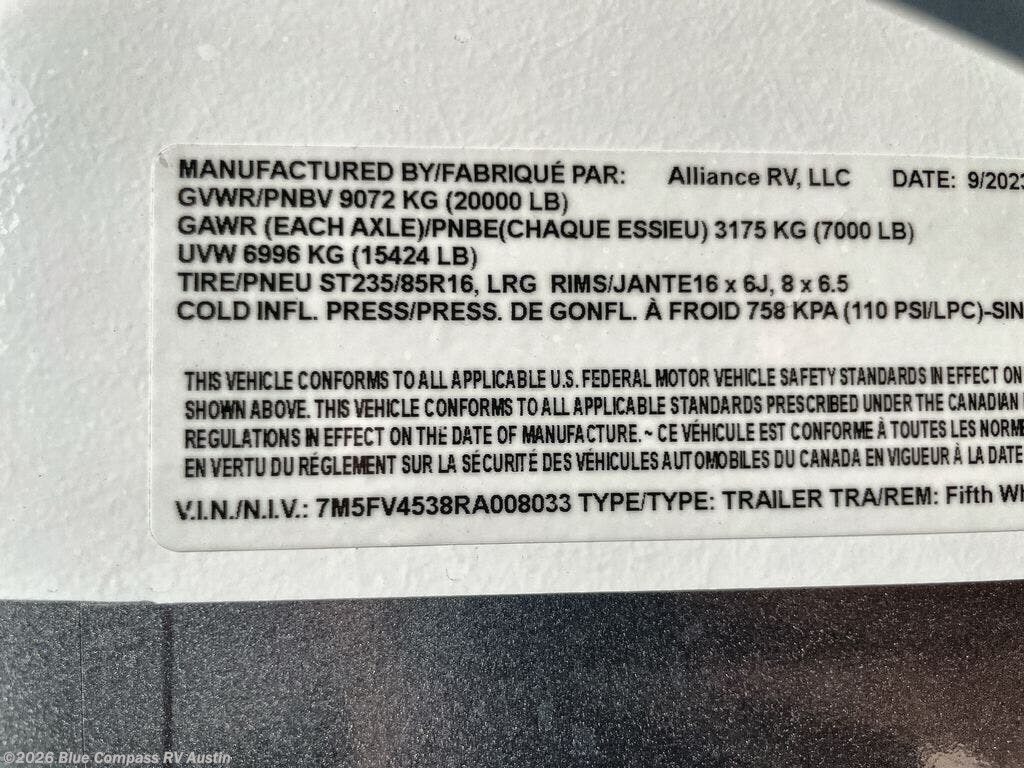 MANUFACTURED BY/FABRIQUÉ PAR: Alliance RV, LLC DATE: 9/2023
GVWR/PNBV 9072 KG (20000 LB)
GAWR (EACH AXLE)/PNBE(CHAQUE ESSIEU) 3175 KG (7000 LB)
UVW 6996 KG (15424 LB)
TIRE/PNEU ST235/85R16, LRG RIMS/JANTE16 x 6J, 8 x 6.5
COLD INFL. PRESS/PRESS. DE GONFL. À FROID 758 KPA (110 PSI/LPC)-SIN
THIS VEHICLE CONFORMS TO ALL APPLICABLE U.S. FEDERAL MOTOR VEHICLE SAFETY STANDARDS IN EFFECT ON
SHOWN ABOVE. THIS VEHICLE CONFORMS TO ALL APPLICABLE STANDARDS PRESCRIBED UNDER THE CANADIAN
REGULATIONS IN EFFECT ON THE DATE OF MANUFACTURE. ~ CE VÉHICULE EST CONFORME À TOUTES LES NORME
EN VERTU DU RÉGLEMENT SUR LA SÉCURITÉ DES VÉHICULES AUTOMOBILES DU CANADA EN VIGUEUR À LA DATE
V.I.N./N.I.V.: 7M5FV4538RA008033 TYPE/TYPE: TRAILER TRA/REM: Fifth Wh
©2026 Blue Compass RV Austin